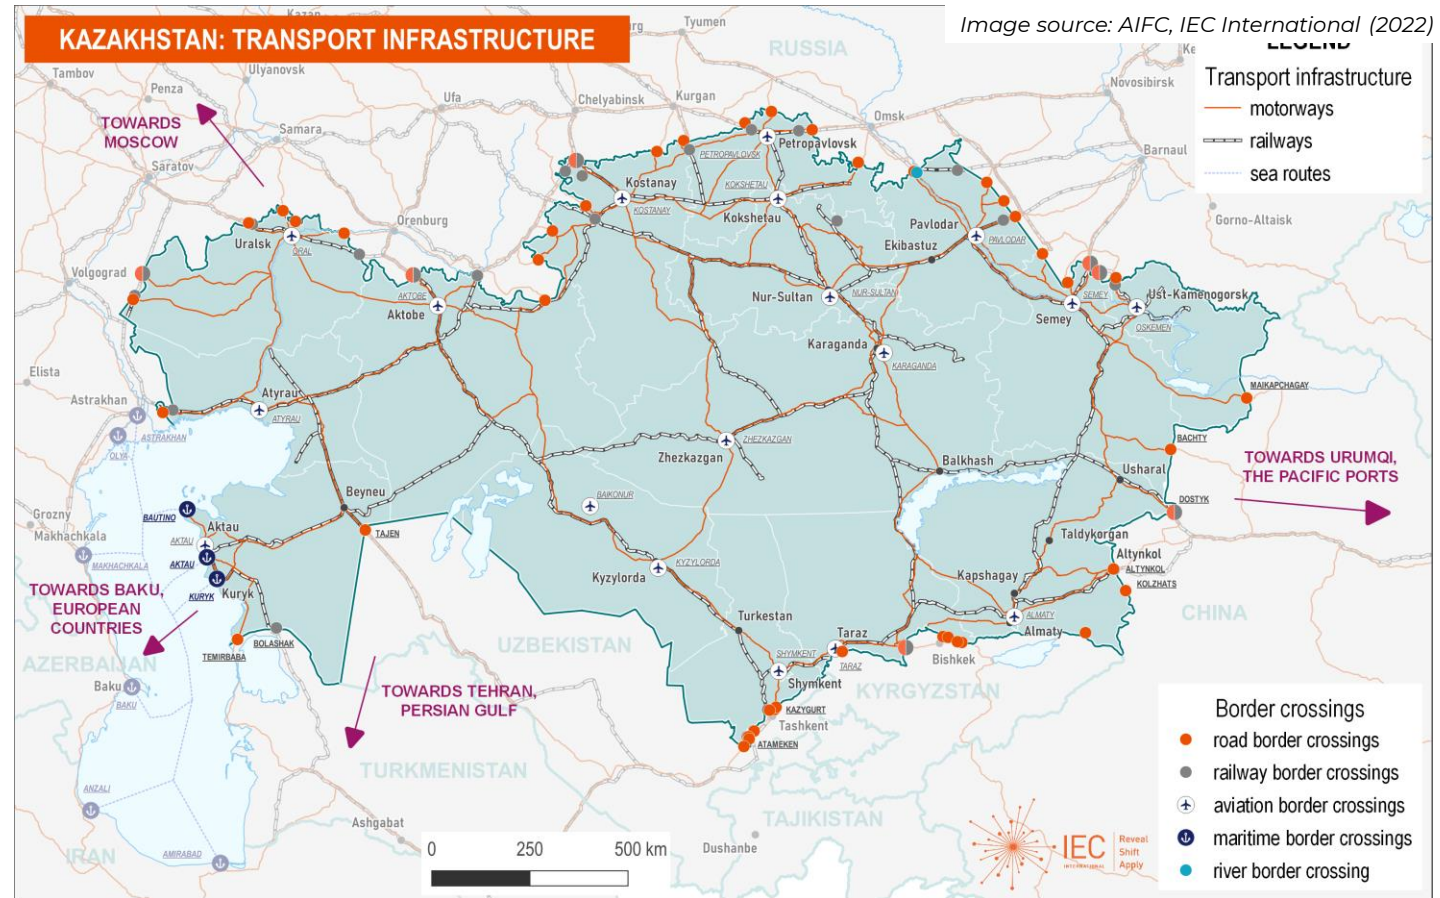 Image source: AIFC, IEC International (2022)
KAZAKHSTAN: TRANSPORT INFRASTRUCTURE
LEGEND
Transport infrastructure
motorways
railways
sea routes
RUSSIA
Kazan
Tyumen
Tambov
Penza
Ulyanovsk
Ufa
Chelyabinsk
Kurgan
Omsk
Novosibirsk
Barnaul
Gorno-Altaisk
Samara
Saratov
Orenburg
Volgograd
Elista
Astrakhan
Grozny
Makhachkala
TOWARDS
MOSCOW
Petropavlovsk
PETROPAVLOVSK
Kostanay
KOSTANAY
KOKSHETAU
Kokshetau
Pavlodar
PAVLODAR
Ekibastuz
Uralsk
ORAL
AKTOBE
Aktobe
Nur-Sultan
NUR-SULTAN
SEMEY
Semey
Ust-Kamenogorsk
OSKEMEN
Karaganda
KARAGANDA
MAIKAPCHAGAY
Atyrau
ATYRAU
ASTRAKHAN
OLYA
Zhezkazgan
ZHEZKAZGAN
Balkhash
BACHTY
Usharal
TOWARDS URUMQI,
THE PACIFIC PORTS
DOSTYK
BAIKONUR
Beyneu
BAUTINO
Aktau
AKTAU
AKTAU
TAJEN
MAKHACHKALA
KURYK
Kuryk
TOWARDS BAKU,
EUROPEAN
COUNTRIES
Taldykorgan
Altynkol
ALTYNKOL
KOLZHATS
Kapshagay
Kyzylorda
KYZYLORDA
Turkestan
ALMATY
Almaty
CHINA
Taraz
TARAZ
SHYMKENT
Shymkent
Bishkek
KYRGYZSTAN
UZBEKISTAN
TEMIRBABA
BOLASHAK
AZERBAIJAN
Baku
BAKU
TOWARDS TEHRAN,
PERSIAN GULF
KAZYGURT
Tashkent
ATAMEKEN
TURKMENISTAN
TAJIKISTAN
ANZALI
AMIRABAD
IRAN
Ashgabat
Dushanbe
0 250 500 km
IEC
INTERNATIONAL
Reveal
Shift
Apply
Border crossings
road border crossings
railway border crossings
aviation border crossings
maritime border crossings
river border crossing